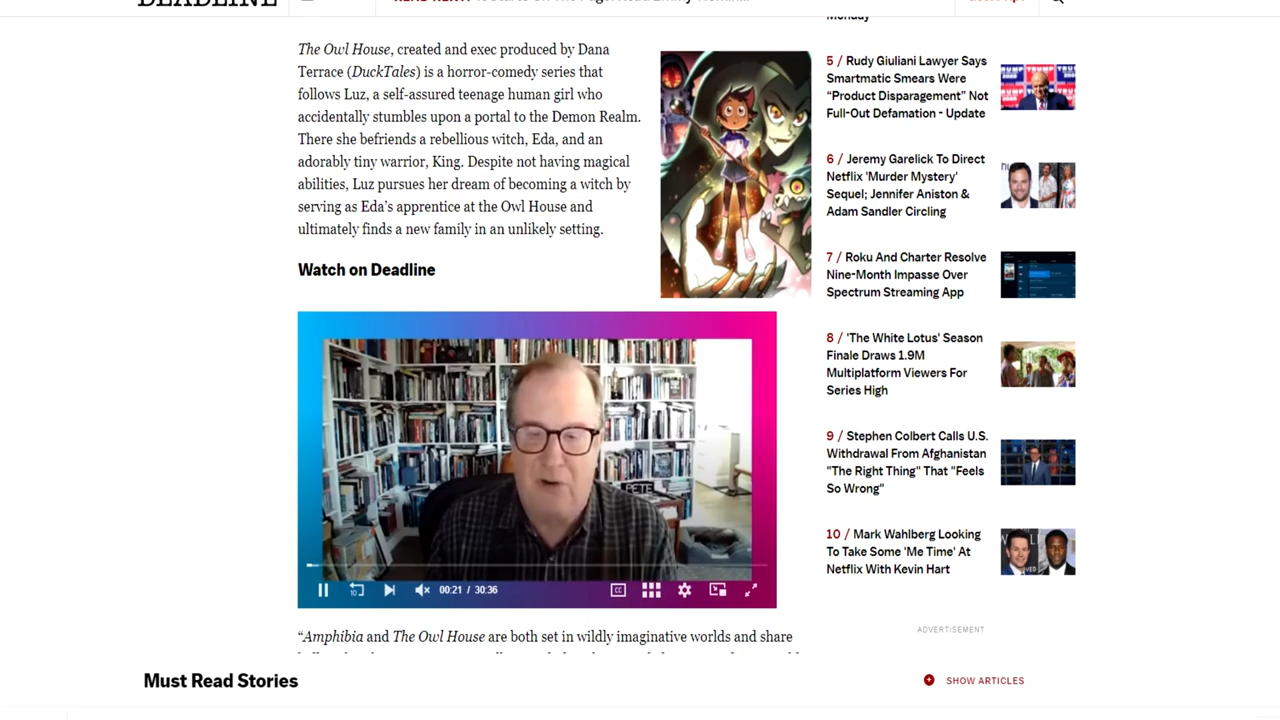 DEADLINE
The Owl House, created and exec produced by Dana
Terrace (DuckTales) is a horror-comedy series that
follows Luz, a self-assured teenage human girl who
accidentally stumbles upon a portal to the Demon Realm.
There she befriends a rebellious witch, Eda, and an
adorably tiny warrior, King. Despite not having magical
abilities, Luz pursues her dream of becoming a witch by
serving as Eda's apprentice at the Owl House and
ultimately finds a new family in an unlikely setting.
Watch on Deadline
PETE
10
00:21 / 30:36
CC
“Amphibia and The Owl House are both set in wildly imaginative worlds and share
Monday
5 / Rudy Giuliani Lawyer Says
Smartmatic Smears Were
“Product Disparagement” Not
Full-Out Defamation - Update
6 / Jeremy Garelick To Direct
Netflix 'Murder Mystery'
Sequel; Jennifer Aniston &
Adam Sandler Circling
7 / Roku And Charter Resolve
Nine-Month Impasse Over
Spectrum Streaming App
8 / 'The White Lotus' Season
Finale Draws 1.9M
Multiplatform Viewers For
Series High
9 / Stephen Colbert Calls U.S.
Withdrawal From Afghanistan
"The Right Thing" That "Feels
So Wrong"
10 / Mark Wahlberg Looking
To Take Some 'Me Time' At
Netflix With Kevin Hart
ADVERTISEMENT
Must Read Stories
SHOW ARTICLES